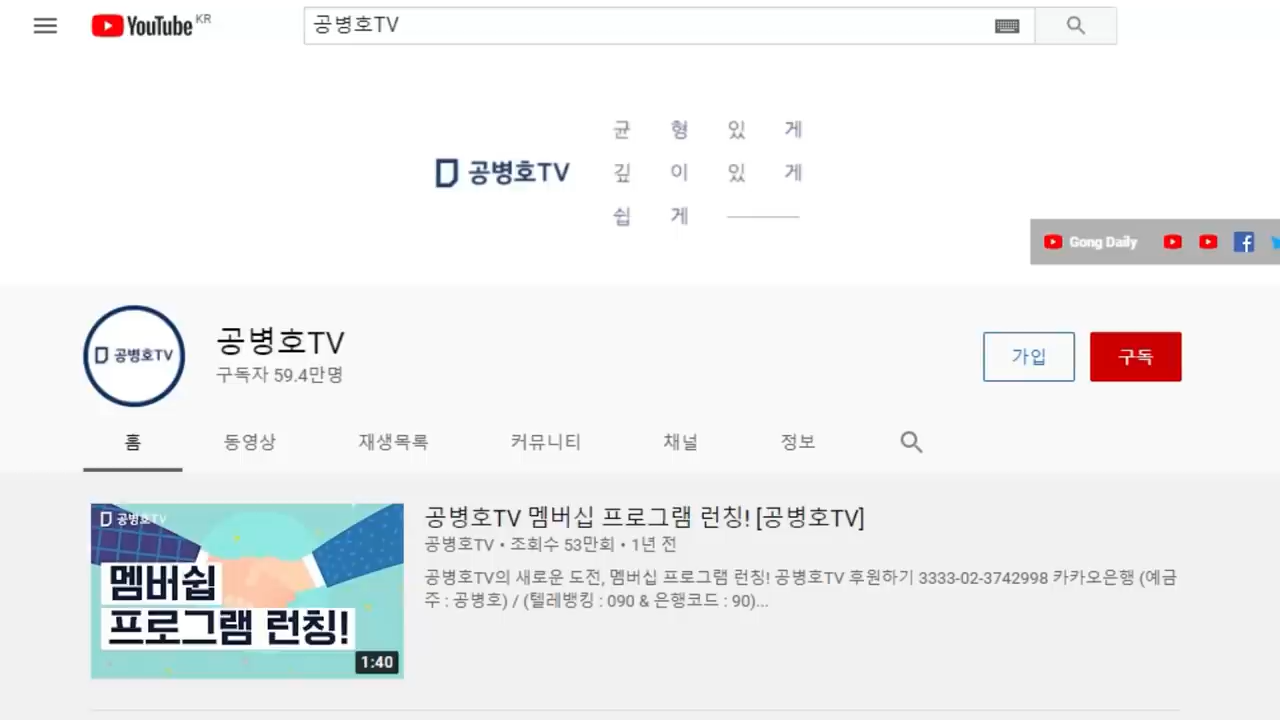 YouTube KR
공병호TV
균 형 있 게
공병호TV
깊 이 있 게
쉽 게
Gong Daily
공병호TV
공병호TV
구독자 59.4만명
가입
구독
홈
동영상
재생목록
커뮤니티
채널
정보
공병호TV
멤버쉽
프로그램 런칭!
1:40
공병호TV 멤버십 프로그램 런칭! [공병호TV]
공병호TV • 조회수 53만회 • 1년 전
공병호TV의 새로운 도전, 멤버십 프로그램 런칭! 공병호TV 후원하기 3333-02-3742998 카카오은행 (예금
주 : 공병호) / (텔레뱅킹 : 090 & 은행코드 : 90)...